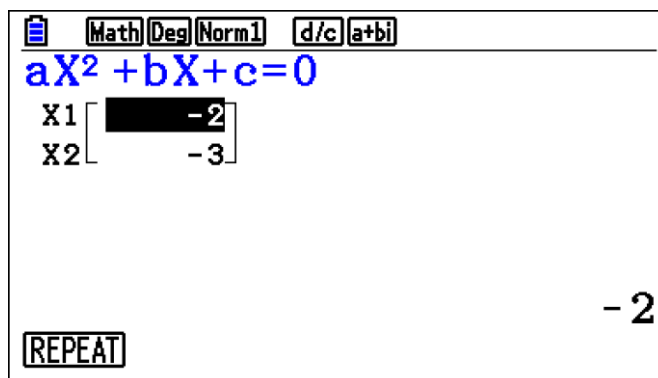 Math Deg Norm1 d/c a+bi
aX² +bX+c=0
X1 -2
X2 -3
-2
REPEAT